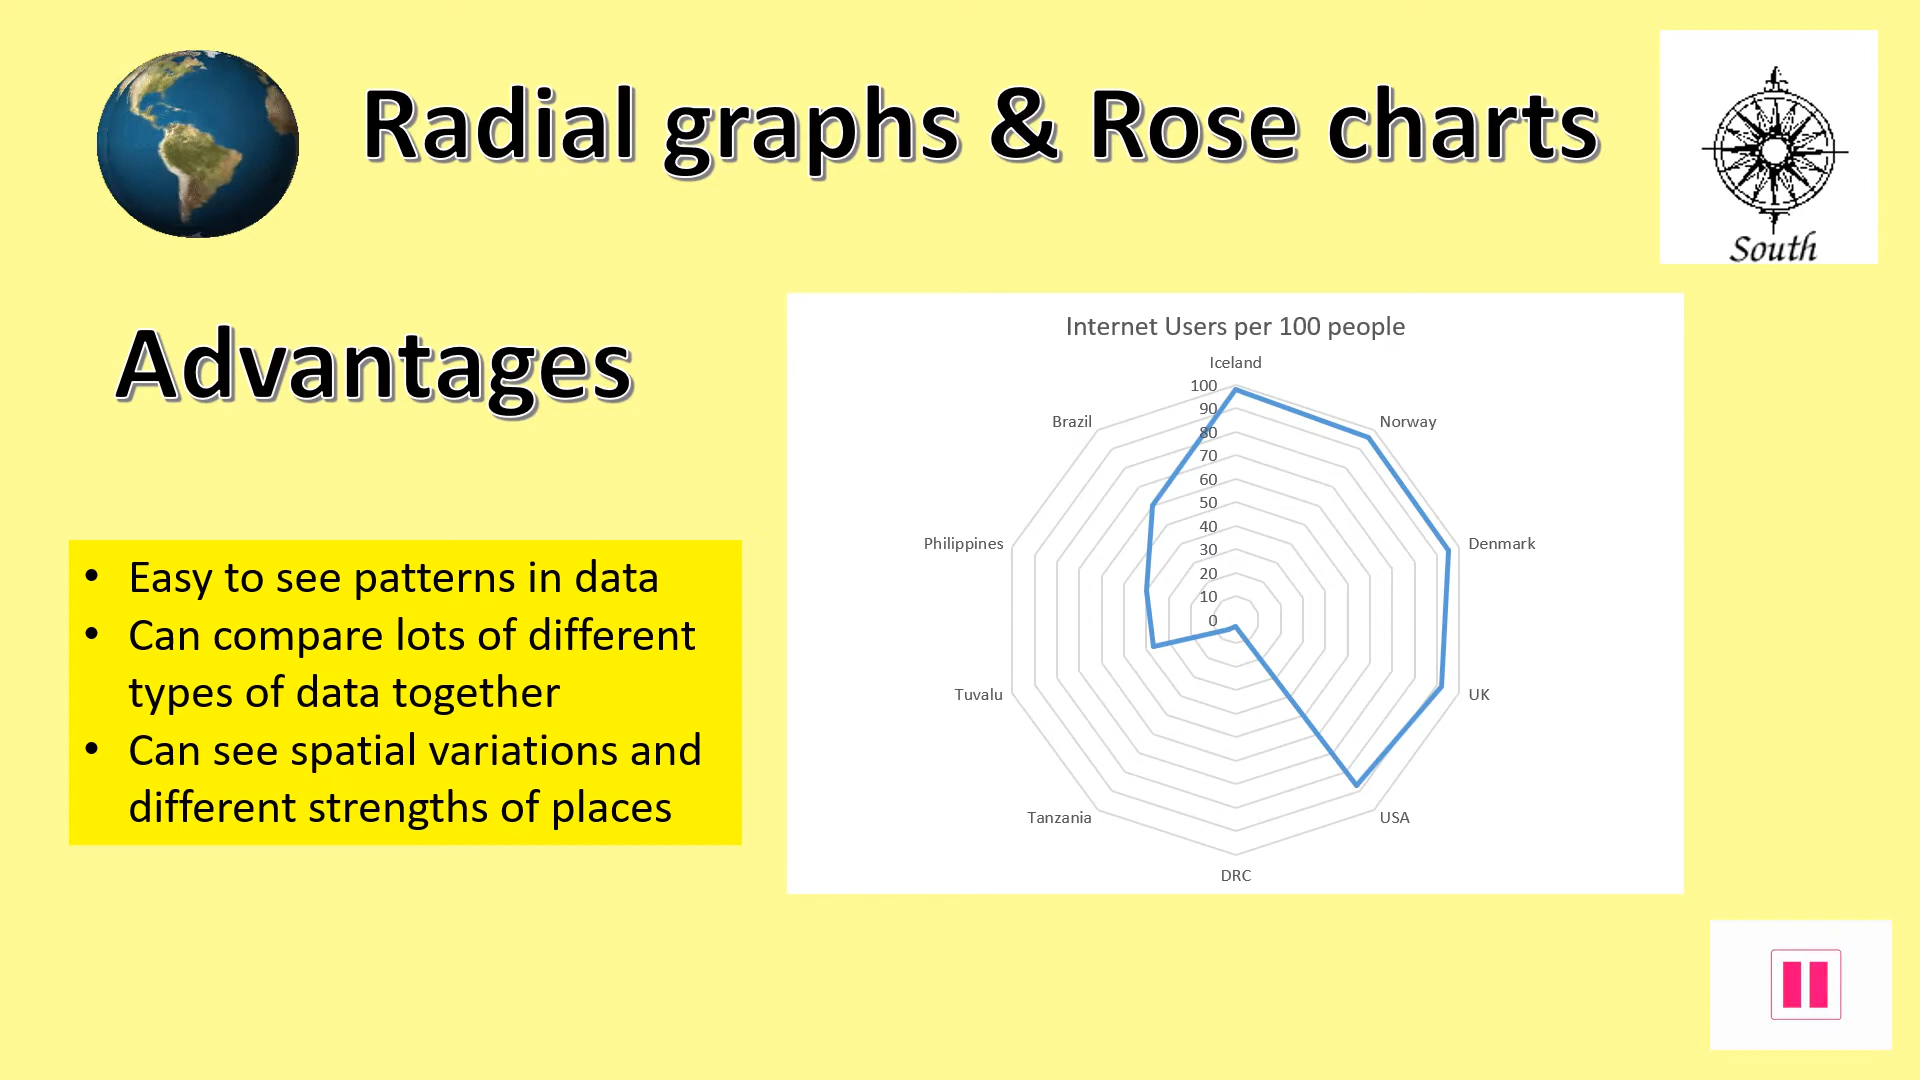 Radial graphs & Rose charts
South
Advantages
• Easy to see patterns in data
• Can compare lots of different
types of data together
• Can see spatial variations and
different strengths of places
Internet Users per 100 people
Iceland
Norway
Denmark
UK
USA
DRC
Tanzania
Tuvalu
Philippines
Brazil
100
90
80
70
60
50
40
30
20
10
0